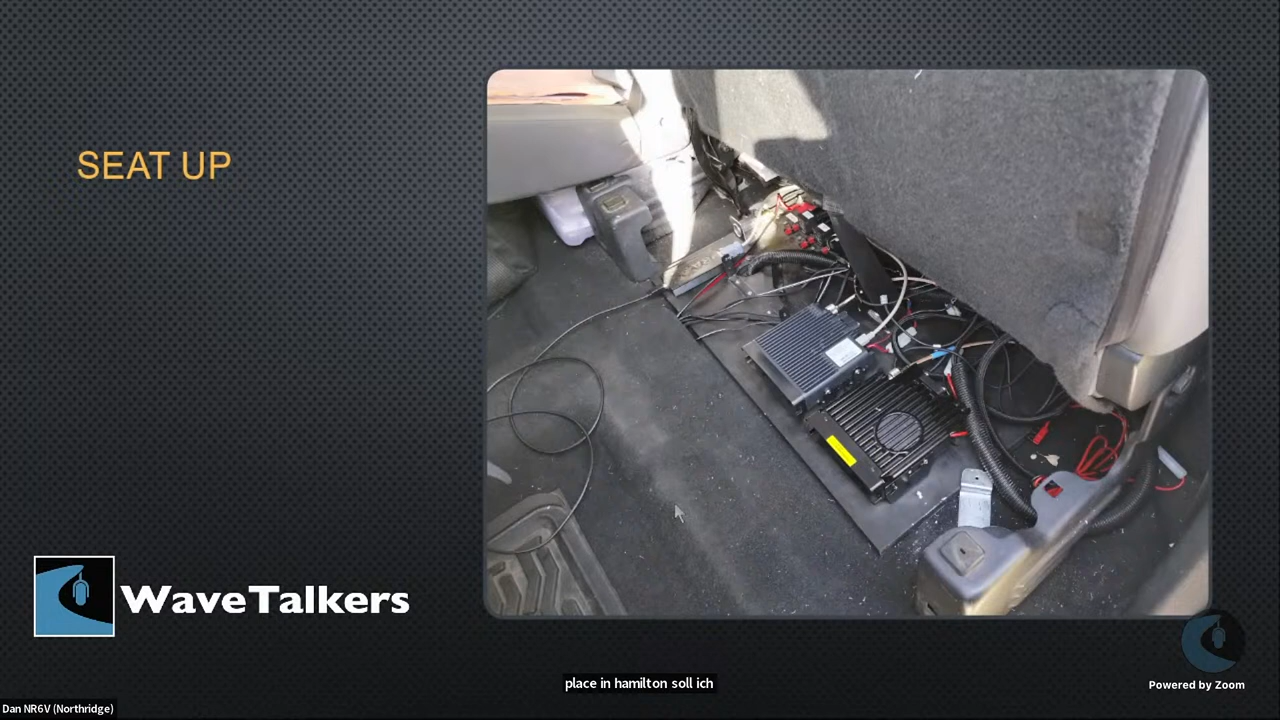 SEAT UP
WaveTalkers
place in hamilton soll ich
Powered by Zoom
Dan NR6V (Northridge)